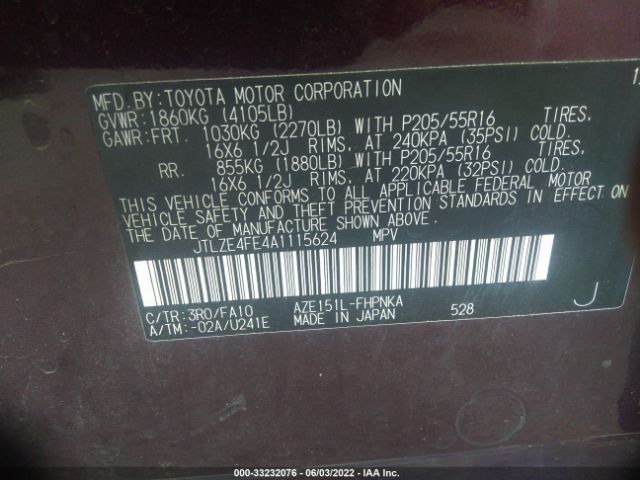 MFD.BY:TOYOTA MOTOR CORPORATION
GVWR:1860KG (4105LB)
GAWR:FRT. 1030KG (2270LB) WITH P205/55R16 TIRES,
16X6 1/2J RIMS, AT 240KPA (35PSI) COLD.
RR. 855KG (1880LB) WITH P205/55R16 TIRES,
16X6 1/2J RIMS, AT 220KPA (32PSI) COLD.
THIS VEHICLE CONFORMS TO ALL APPLICABLE FEDERAL MOTOR
VEHICLE SAFETY AND THEFT PREVENTION STANDARDS IN EFFECT ON
THE DATE OF MANUFACTURE SHOWN ABOVE.
JTLZE4FE4A1115624 MPV
C/TR:3R0/FA10 AZE151L-FHPNKA 528 J
A/TM:-02A/U241E MADE IN JAPAN
000-33232076 - 06/03/2022 - IAA Inc.